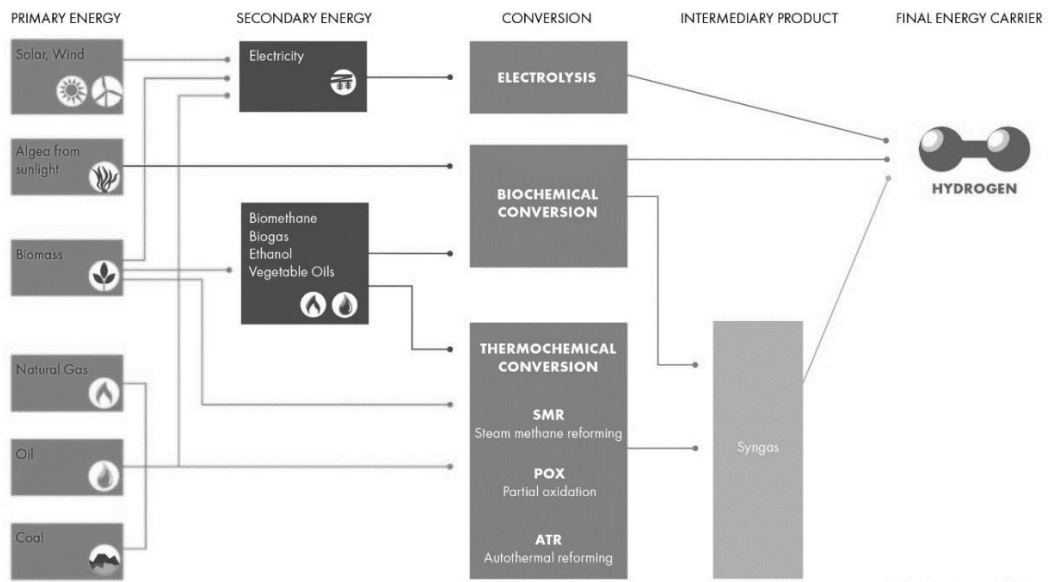 PRIMARY ENERGY
SECONDARY ENERGY
CONVERSION
INTERMEDIARY PRODUCT
FINAL ENERGY CARRIER
Solar, Wind
Electricity
ELECTROLYSIS
Algea from
sunlight
BIOCHEMICAL
CONVERSION
HYDROGEN
Biomass
Biomethane
Biogas
Ethanol
Vegetable Oils
Natural Gas
Oil
Coal
THERMOCHEMICAL
CONVERSION
SMR
Steam methane reforming
POX
Partial oxidation
ATR
Autothermal reforming
Syngas